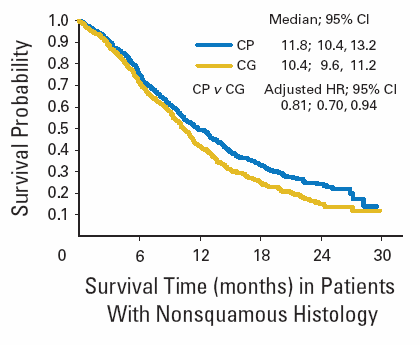 Survival Probability
1.0
0.9
0.8
0.7
0.6
0.5
0.4
0.3
0.2
0.1
0
6
12
18
24
30
Median; 95% CI
CP 11.8; 10.4, 13.2
CG 10.4; 9.6, 11.2
CP v CG Adjusted HR; 95% CI
0.81; 0.70, 0.94
Survival Time (months) in Patients
With Nonsquamous Histology